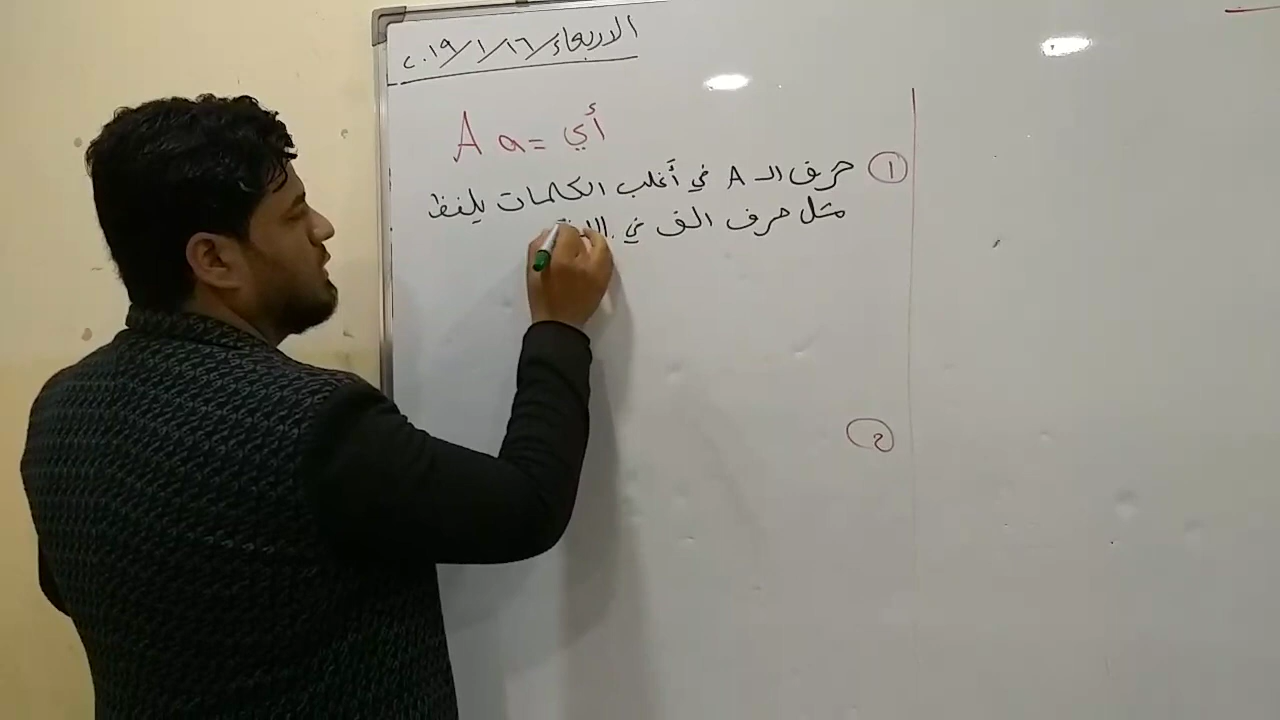 الاربعاء ٢٠١٩/١/١٦
A a = أي
١ حرف الـ A في أغلب الكلمات يلفظ
مثل حرف الف في
٢